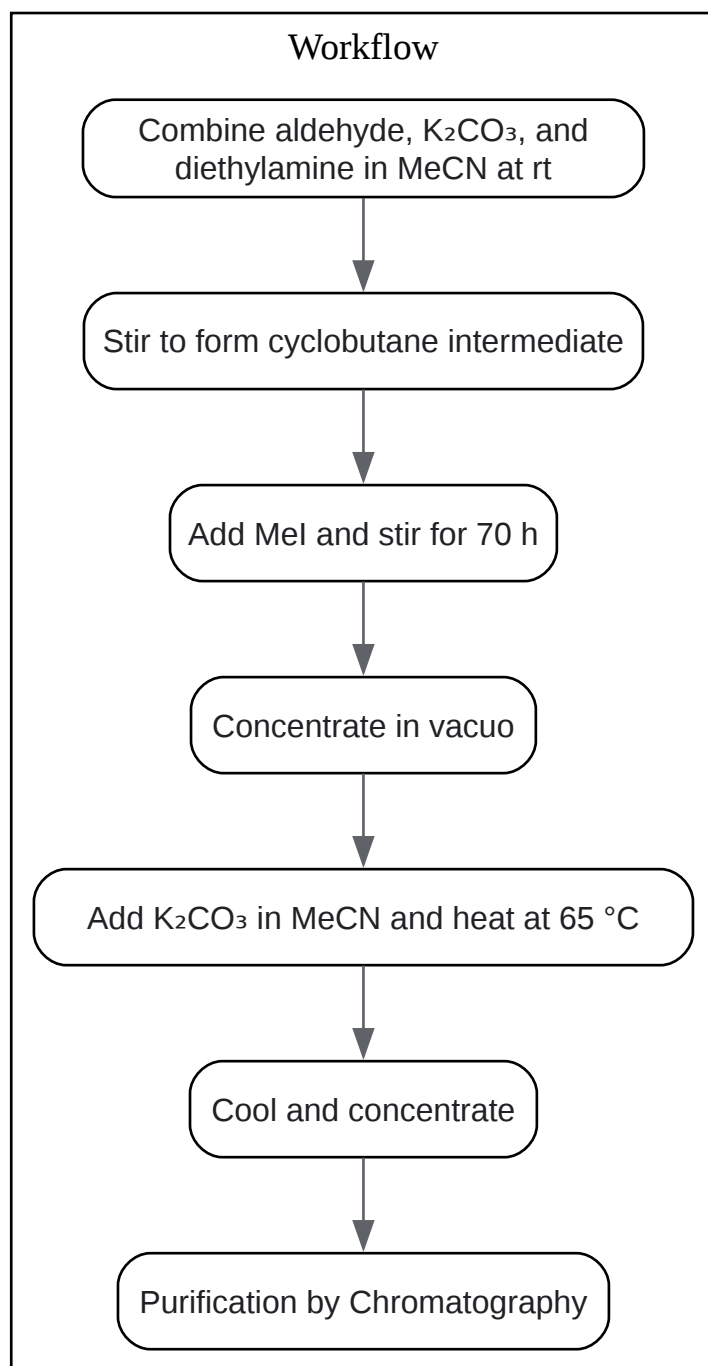 Workflow
Combine aldehyde, K₂CO₃, and
diethylamine in MeCN at rt
Stir to form cyclobutane intermediate
Add MeI and stir for 70 h
Concentrate in vacuo
Add K₂CO₃ in MeCN and heat at 65 °C
Cool and concentrate
Purification by Chromatography